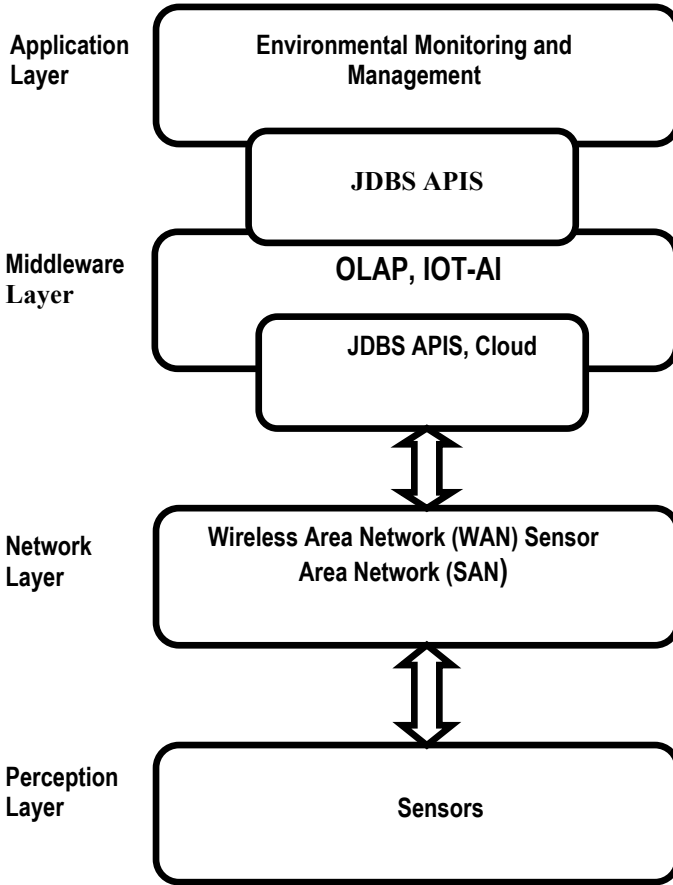 Application
Layer
Environmental Monitoring and
Management
JDBS APIS
Middleware
Layer
OLAP, IOT-AI
JDBS APIS, Cloud
Network
Layer
Wireless Area Network (WAN) Sensor
Area Network (SAN)
Perception
Layer
Sensors